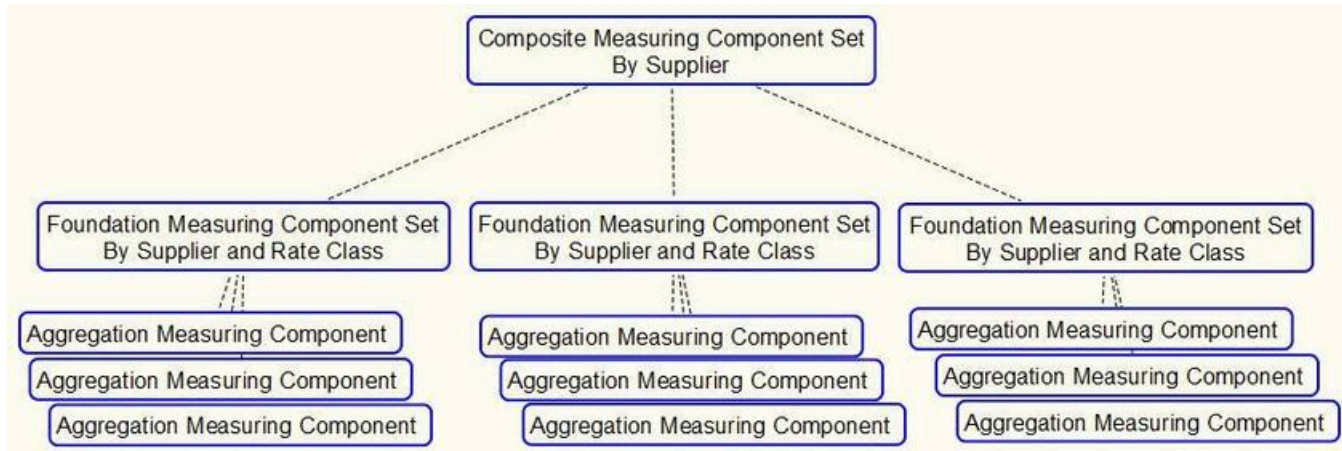 Composite Measuring Component Set
By Supplier
Foundation Measuring Component Set
By Supplier and Rate Class
Foundation Measuring Component Set
By Supplier and Rate Class
Foundation Measuring Component Set
By Supplier and Rate Class
Aggregation Measuring Component
Aggregation Measuring Component
Aggregation Measuring Component
Aggregation Measuring Component
Aggregation Measuring Component
Aggregation Measuring Component
Aggregation Measuring Component
Aggregation Measuring Component
Aggregation Measuring Component